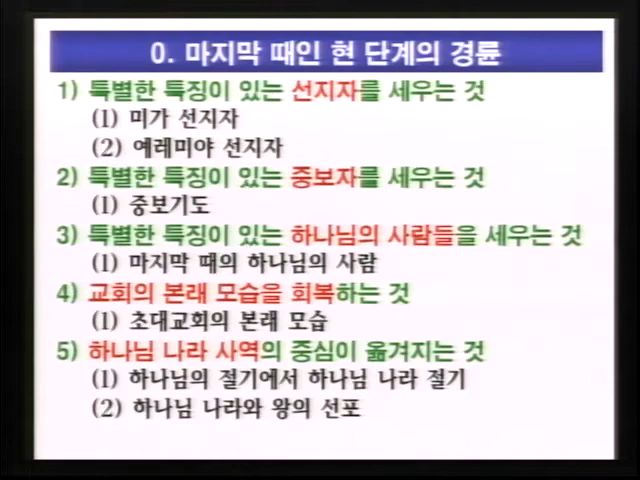 0. 마지막 때인 현 단계의 경륜
1) 특별한 특징이 있는 선지자를 세우는 것
(1) 미가 선지자
(2) 예레미야 선지자
2) 특별한 특징이 있는 중보자를 세우는 것
(1) 중보기도
3) 특별한 특징이 있는 하나님의 사람들을 세우는 것
(1) 마지막 때의 하나님의 사람
4) 교회의 본래 모습을 회복하는 것
(1) 초대교회의 본래 모습
5) 하나님 나라 사역의 중심이 옮겨지는 것
(1) 하나님의 절기에서 하나님 나라 절기
(2) 하나님 나라와 왕의 선포